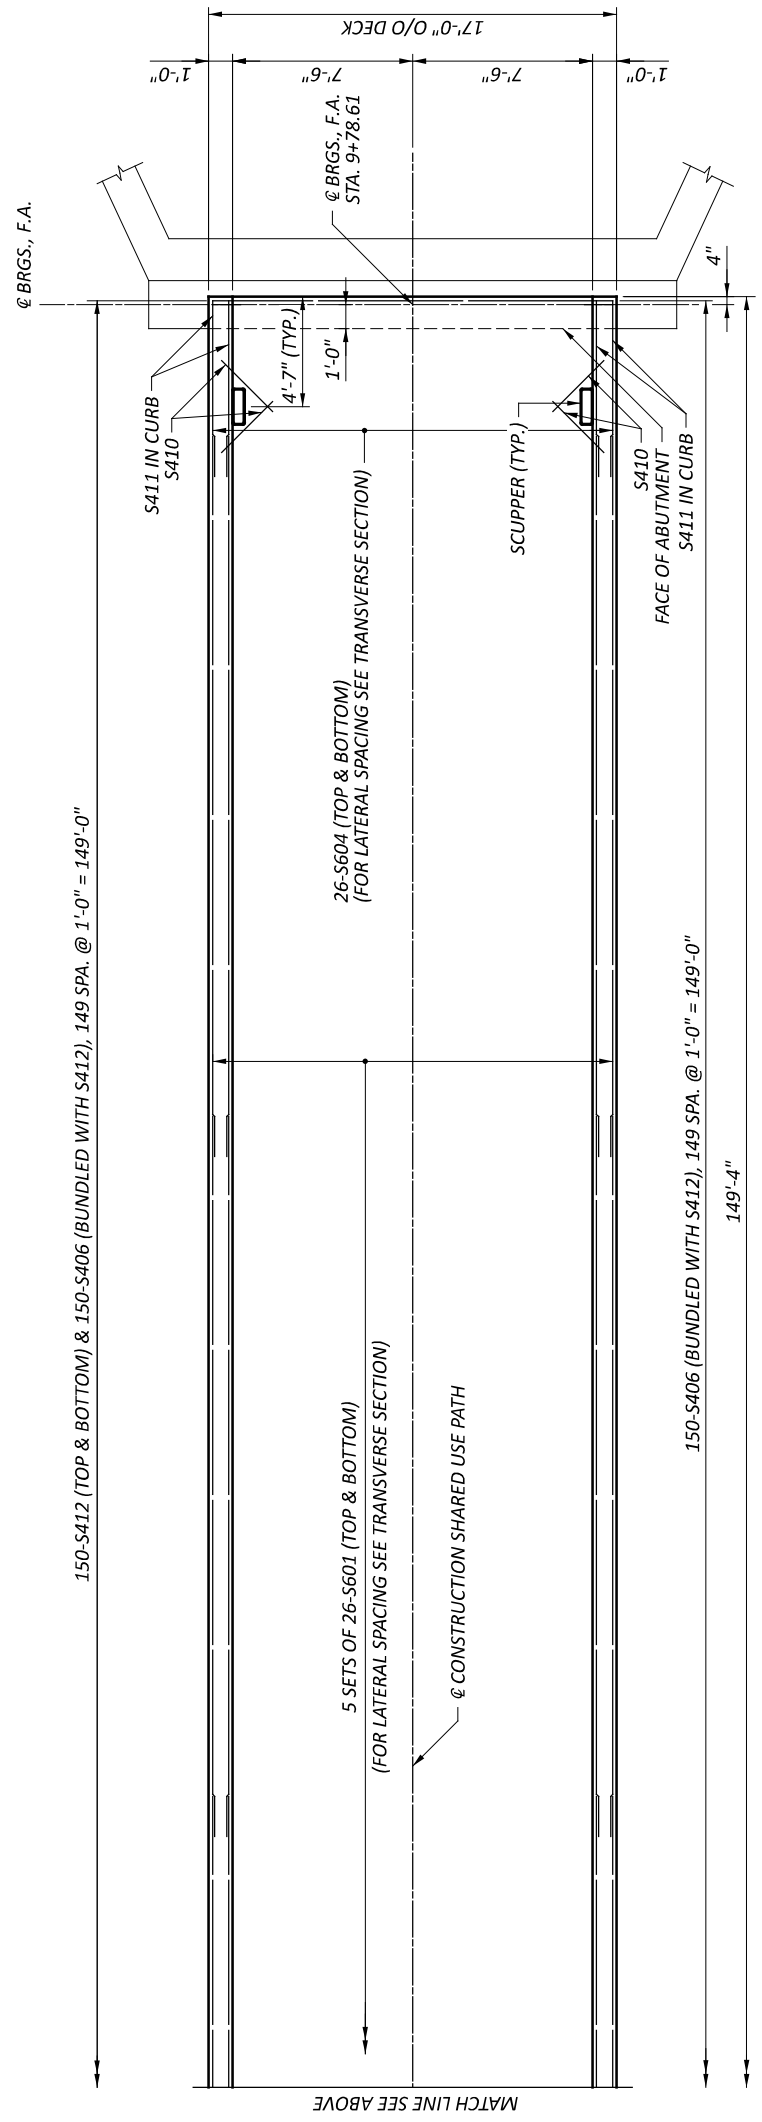 17'-0" O/O DECK
1'-0"
7'-6"
7'-6"
1'-0"
℄ BRGS., F.A.
℄ BRGS., F.A.
STA. 9+78.61
4"
4'-7" (TYP.)
1'-0"
S411 IN CURB
S410
SCUPPER (TYP.)
S410
FACE OF ABUTMENT
S411 IN CURB
26-S604 (TOP & BOTTOM)
(FOR LATERAL SPACING SEE TRANSVERSE SECTION)
150-S412 (TOP & BOTTOM) & 150-S406 (BUNDLED WITH S412), 149 SPA. @ 1'-0" = 149'-0"
150-S406 (BUNDLED WITH S412), 149 SPA. @ 1'-0" = 149'-0"
149'-4"
5 SETS OF 26-S601 (TOP & BOTTOM)
(FOR LATERAL SPACING SEE TRANSVERSE SECTION)
℄ CONSTRUCTION SHARED USE PATH
MATCH LINE SEE ABOVE